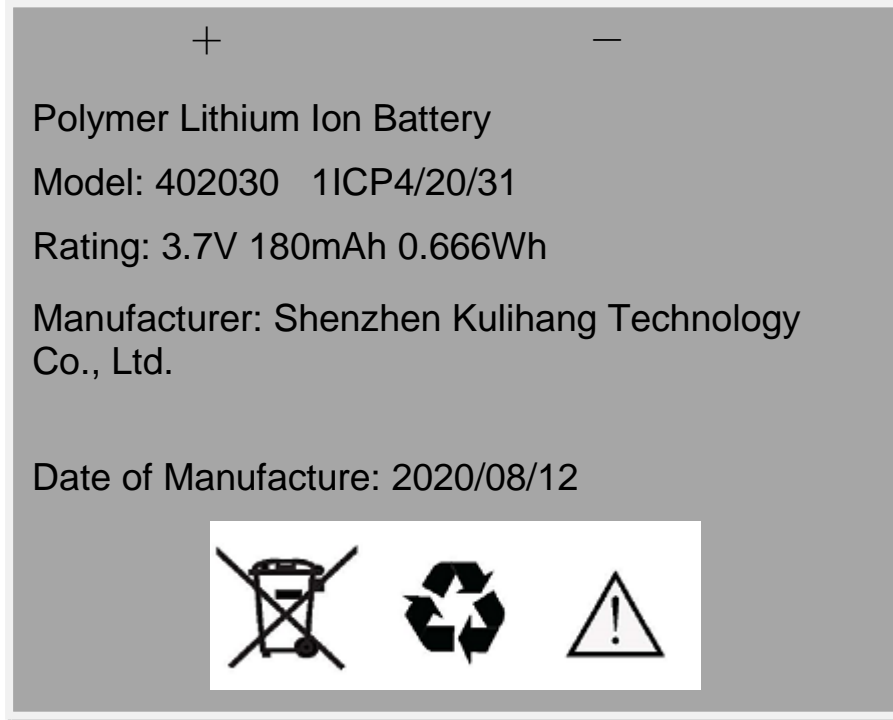 + −
Polymer Lithium Ion Battery
Model: 402030 1ICP4/20/31
Rating: 3.7V 180mAh 0.666Wh
Manufacturer: Shenzhen Kulihang Technology
Co., Ltd.
Date of Manufacture: 2020/08/12
!